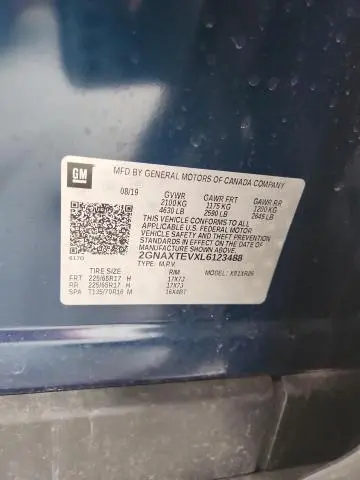 GM
MFD BY GENERAL MOTORS OF CANADA COMPANY
08/19 GVWR GAWR FRT GAWR RR
2100 KG 1175 KG 1200 KG
4630 LB 2590 LB 2645 LB
THIS VEHICLE CONFORMS TO ALL
APPLICABLE U.S. FEDERAL MOTOR
VEHICLE SAFETY AND THEFT PREVENTION
STANDARDS IN EFFECT ON THE DATE OF
MANUFACTURE SHOWN ABOVE.
2GNAXTEVXL6123488
TYPE: M.P.V. MODEL:
TIRE SIZE RIM
FRT 225/65R17 H 17X7J
RR 225/65R17 H 17X7J
SPA T135/70R16 M 16X4BT